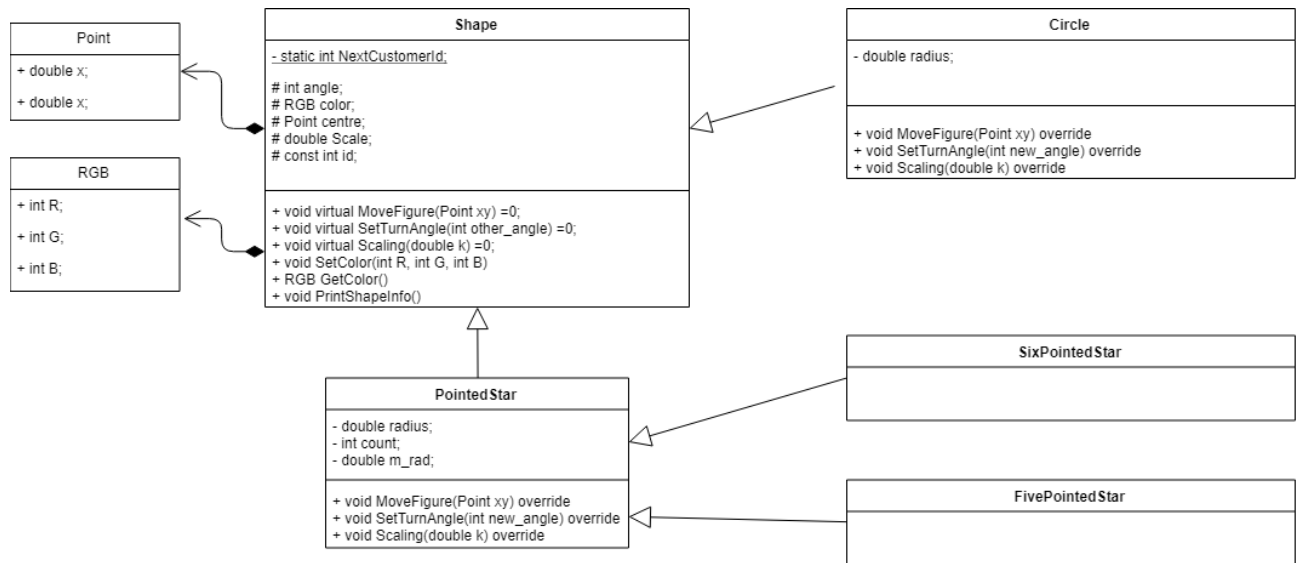 Point
+ double x;
+ double x;
RGB
+ int R;
+ int G;
+ int B;
Shape
- static int NextCustomerId;
# int angle;
# RGB color;
# Point centre;
# double Scale;
# const int id;
+ void virtual MoveFigure(Point xy) =0;
+ void virtual SetTurnAngle(int other_angle) =0;
+ void virtual Scaling(double k) =0;
+ void SetColor(int R, int G, int B)
+ RGB GetColor()
+ void PrintShapeInfo()
Circle
- double radius;
+ void MoveFigure(Point xy) override
+ void SetTurnAngle(int new_angle) override
+ void Scaling(double k) override
PointedStar
- double radius;
- int count;
- double m_rad;
+ void MoveFigure(Point xy) override
+ void SetTurnAngle(int new_angle) override
+ void Scaling(double k) override
SixPointedStar
FivePointedStar